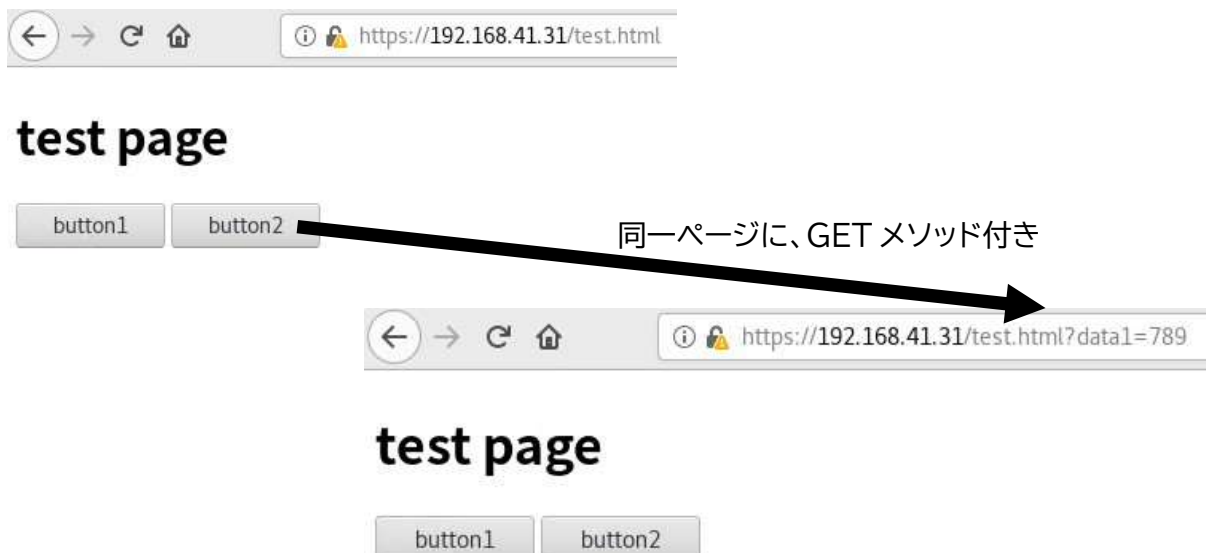 https://192.168.41.31/test.html
test page
button1 button2
同一ページに、GET メソッド付き
https://192.168.41.31/test.html?data1=789
test page
button1 button2